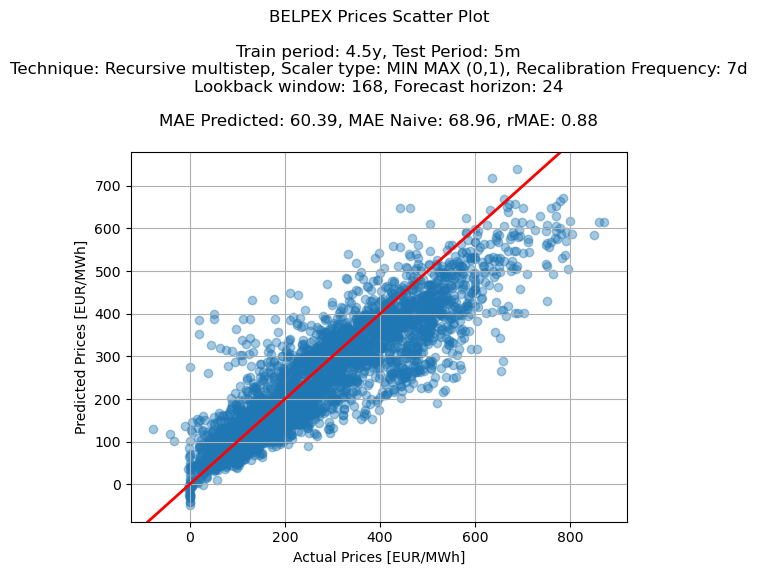 BELPEX Prices Scatter Plot
Train period: 4.5y, Test Period: 5m
Technique: Recursive multistep, Scaler type: MIN MAX (0,1), Recalibration Frequency: 7d
Lookback window: 168, Forecast horizon: 24
MAE Predicted: 60.39, MAE Naive: 68.96, rMAE: 0.88
Predicted Prices [EUR/MWh]
700
600
500
400
300
200
100
0
0 200 400 600 800
Actual Prices [EUR/MWh]